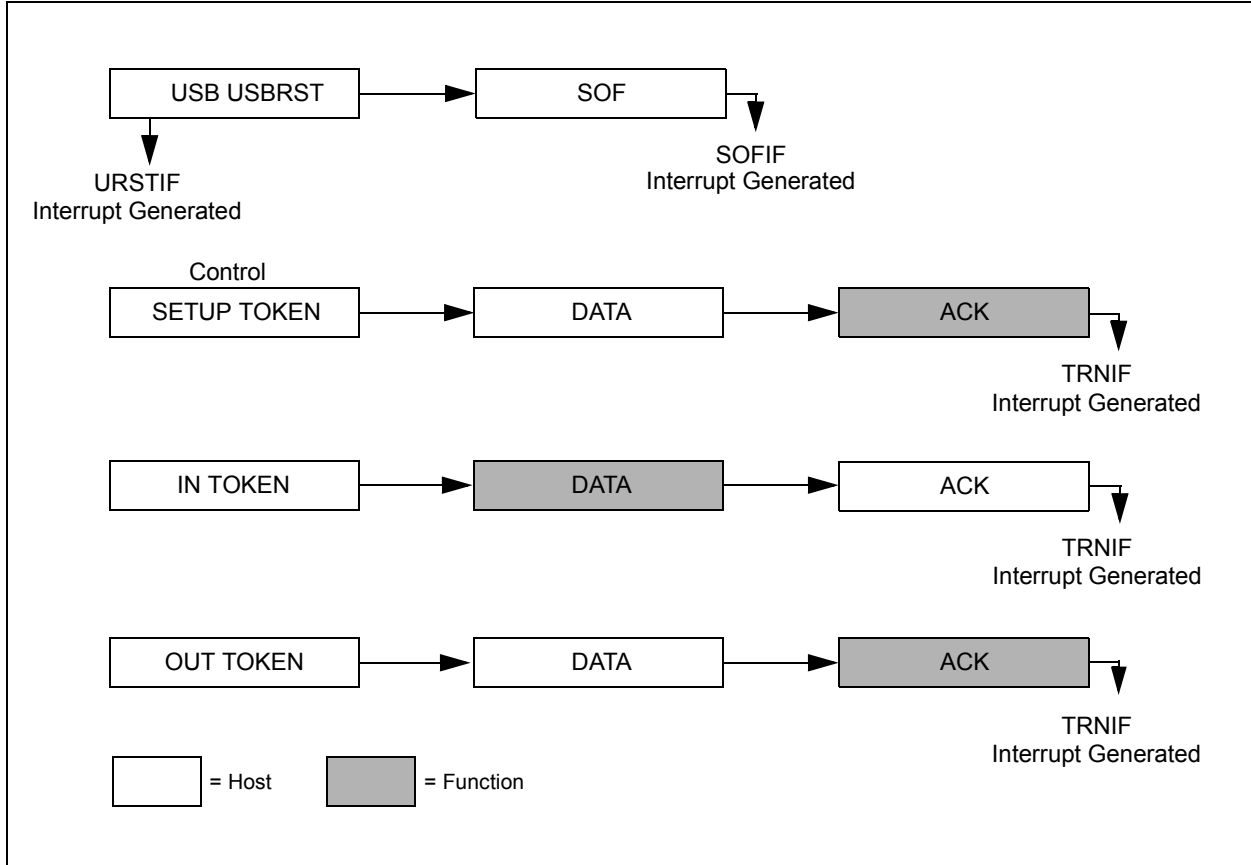 USB USBRST
SOF
URSTIF
Interrupt Generated
SOFIF
Interrupt Generated
Control
SETUP TOKEN
DATA
ACK
TRNIF
Interrupt Generated
IN TOKEN
DATA
ACK
TRNIF
Interrupt Generated
OUT TOKEN
DATA
ACK
TRNIF
Interrupt Generated
= Host
= Function